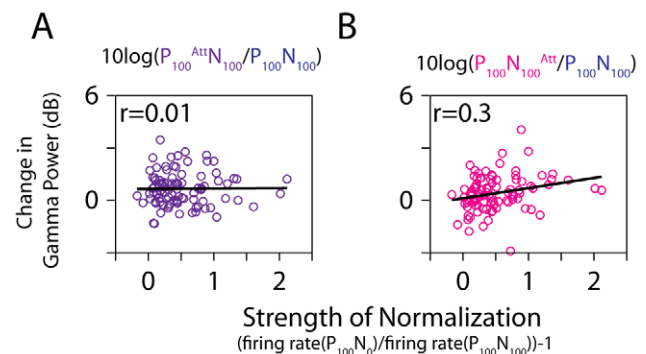 A
B
10log(P₁₀₀ᴬᵗᵗN₁₀₀/P₁₀₀N₁₀₀)
10log(P₁₀₀N₁₀₀ᴬᵗᵗ/P₁₀₀N₁₀₀)
Change in
Gamma Power (dB)
6
0
r=0.01
0
1
2
6
0
r=0.3
0
1
2
Strength of Normalization
(firing rate(P₁₀₀N₀)/firing rate(P₁₀₀N₁₀₀))-1